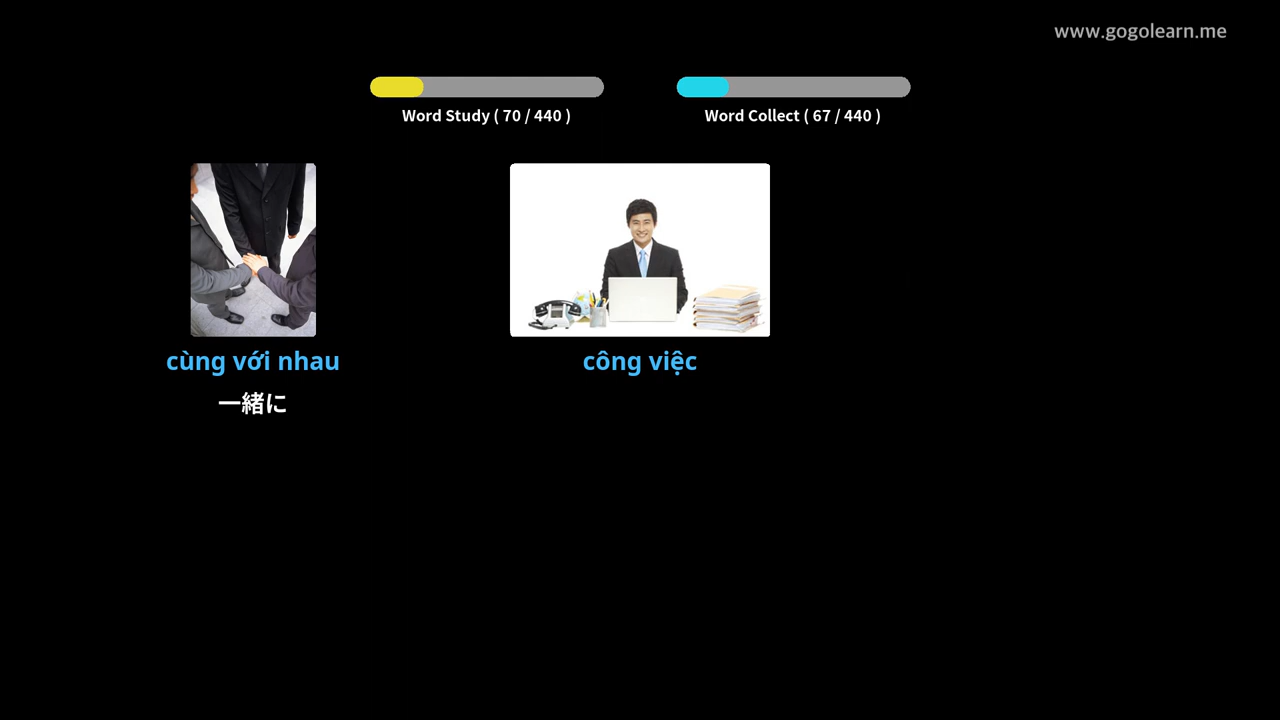 www.gogolearn.me
Word Study ( 70 / 440 )
Word Collect ( 67 / 440 )
cùng với nhau
一緒に
công việc